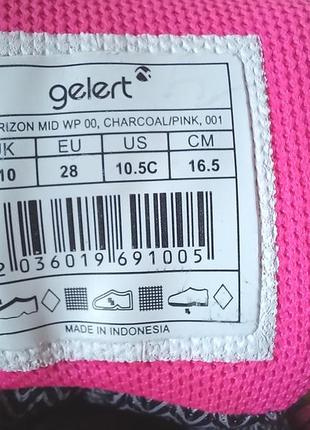 gelert
RIZON MID WP 00, CHARCOAL/PINK, 001
UK EU US CM
10 28 10.5C 16.5
2 036019 691005
MADE IN INDONESIA